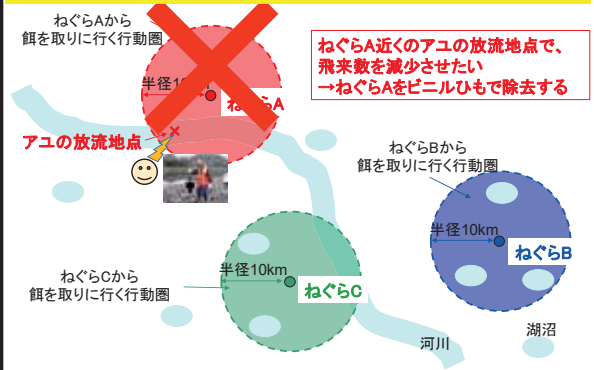 ねぐらAから
餌を取りに行く行動圏
半径10km
ねぐらA
アユの放流地点
ねぐらA近くのアユの放流地点で、
飛来数を減少させたい
→ねぐらAをビニルひもで除去する
ねぐらBから
餌を取りに行く行動圏
半径10km
ねぐらB
ねぐらCから
餌を取りに行く行動圏
半径10km
ねぐらC
河川
湖沼